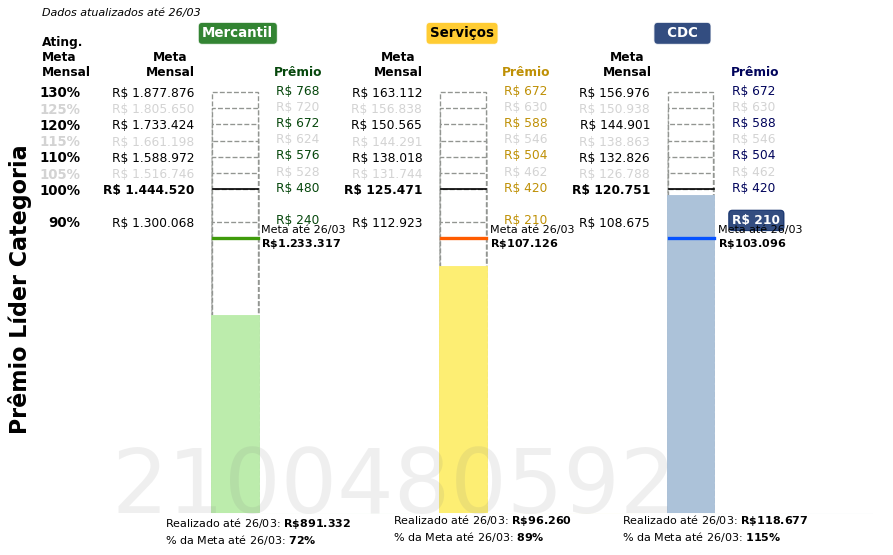 Dados atualizados até 26/03
Mercantil Serviços CDC
Ating.
Meta Meta Meta Meta
Mensal Mensal Prêmio Mensal Prêmio Mensal Prêmio
130% R$ 1.877.876 R$ 768 R$ 163.112 R$ 672 R$ 156.976 R$ 672
125% R$ 1.805.650 R$ 720 R$ 156.838 R$ 630 R$ 150.938 R$ 630
120% R$ 1.733.424 R$ 672 R$ 150.565 R$ 588 R$ 144.901 R$ 588
115% R$ 1.661.198 R$ 624 R$ 144.291 R$ 546 R$ 138.863 R$ 546
110% R$ 1.588.972 R$ 576 R$ 138.018 R$ 504 R$ 132.826 R$ 504
105% R$ 1.516.746 R$ 528 R$ 131.744 R$ 462 R$ 126.788 R$ 462
100% R$ 1.444.520 R$ 480 R$ 125.471 R$ 420 R$ 120.751 R$ 420
90% R$ 1.300.068 R$ 240 R$ 112.923 R$ 210 R$ 108.675 R$ 210
Meta até 26/03 Meta até 26/03 Meta até 26/03
R$1.233.317 R$107.126 R$103.096
Prêmio Líder Categoria
2100480592
Realizado até 26/03: R$891.332 Realizado até 26/03: R$96.260 Realizado até 26/03: R$118.677
% da Meta até 26/03: 72% % da Meta até 26/03: 89% % da Meta até 26/03: 115%